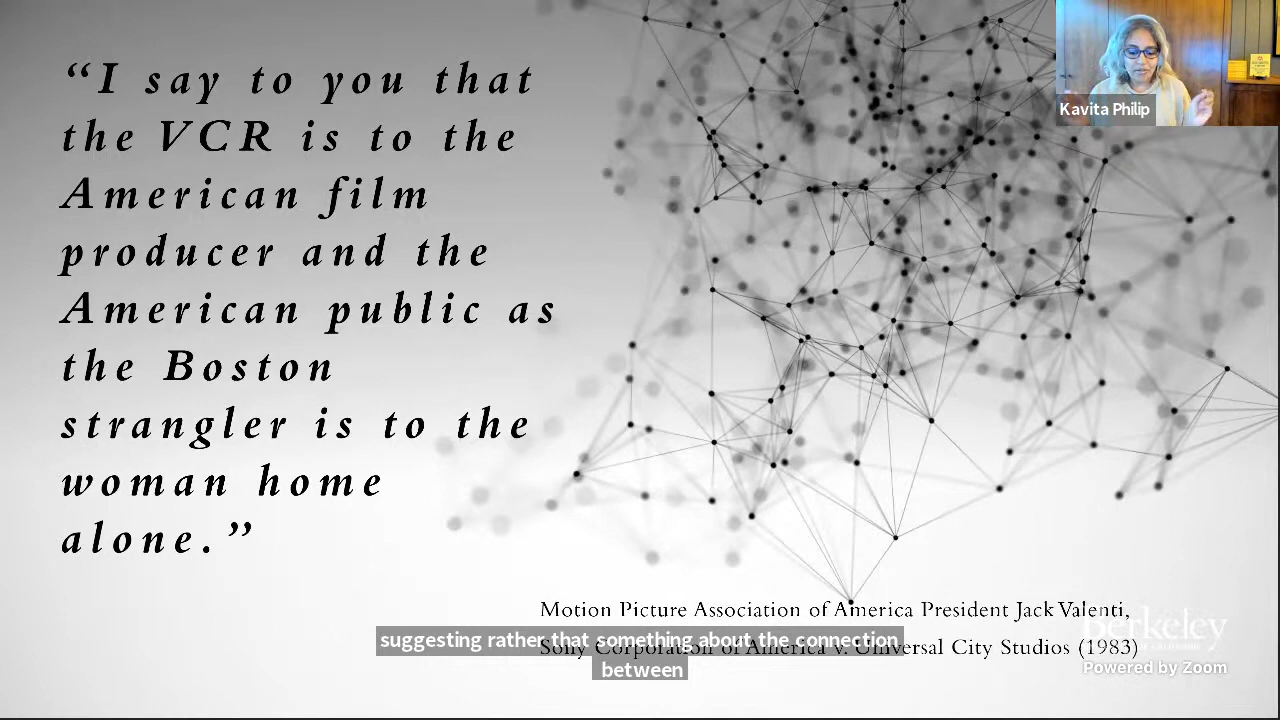 “I say to you that
the VCR is to the
American film
producer and the
American public as
the Boston
strangler is to the
woman home
alone.”
Kavita Philip
Motion Picture Association of America President Jack Valenti,
Sony Corporation of America v. Universal City Studios (1983)
suggesting rather that something about the connection
between
Berkeley
Powered by Zoom